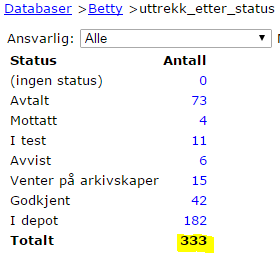 Databaser >Betty >uttrekk_etter_status
Ansvarlig: Alle
Status Antall
(ingen status) 0
Avtalt 73
Mottatt 4
I test 11
Avvist 6
Venter på arkivskaper 15
Godkjent 42
I depot 182
Totalt 333